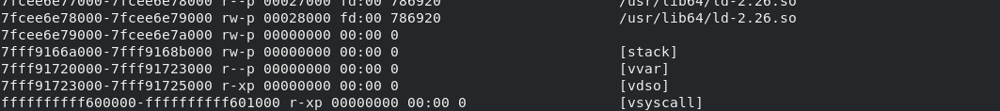 7fcee6e77000-7fcee6e78000 r--p 00027000 fd:00 786920 /usr/lib64/ld-2.26.so
7fcee6e78000-7fcee6e79000 rw-p 00028000 fd:00 786920 /usr/lib64/ld-2.26.so
7fcee6e79000-7fcee6e7a000 rw-p 00000000 00:00 0
7fff9166a000-7fff9168b000 rw-p 00000000 00:00 0 [stack]
7fff91720000-7fff91723000 r--p 00000000 00:00 0 [vvar]
7fff91723000-7fff91725000 r-xp 00000000 00:00 0 [vdso]
ffffffffff600000-ffffffffff601000 r-xp 00000000 00:00 0 [vsyscall]